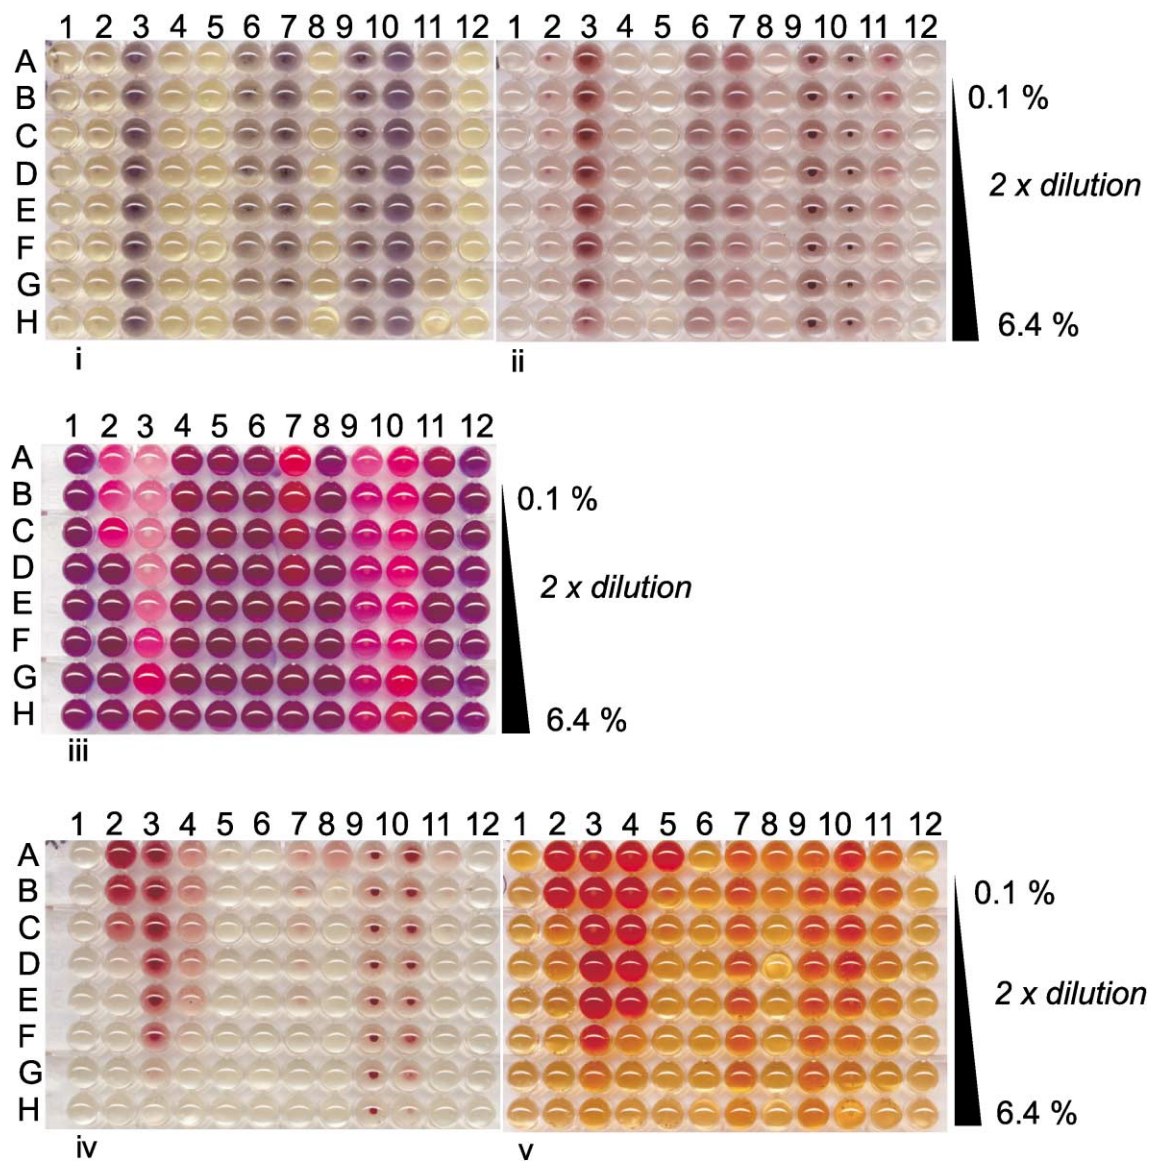 1 2 3 4 5 6 7 8 9 10 11 12 1 2 3 4 5 6 7 8 9 10 11 12
A
B 0.1 %
C
D 2 x dilution
E
F
G
H 6.4 %
i ii
1 2 3 4 5 6 7 8 9 10 11 12
A
B 0.1 %
C
D 2 x dilution
E
F
G
H 6.4 %
iii
1 2 3 4 5 6 7 8 9 10 11 12 1 2 3 4 5 6 7 8 9 10 11 12
A
B 0.1 %
C
D
E 2 x dilution
F
G
H 6.4 %
iv v